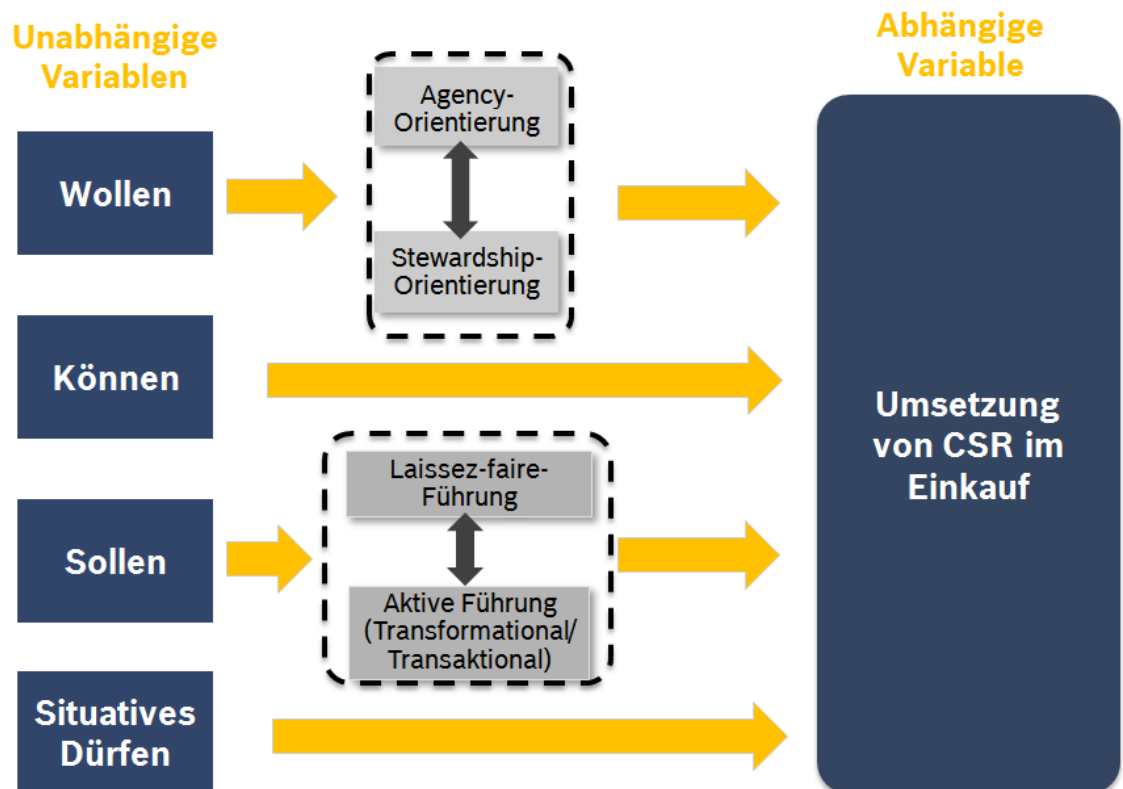 Unabhängige
Variablen
Abhängige
Variable
Wollen
Agency-
Orientierung
Stewardship-
Orientierung
Können
Laissez-faire-
Führung
Sollen
Aktive Führung
(Transformational/
Transaktional)
Situatives
Dürfen
Umsetzung
von CSR im
Einkauf